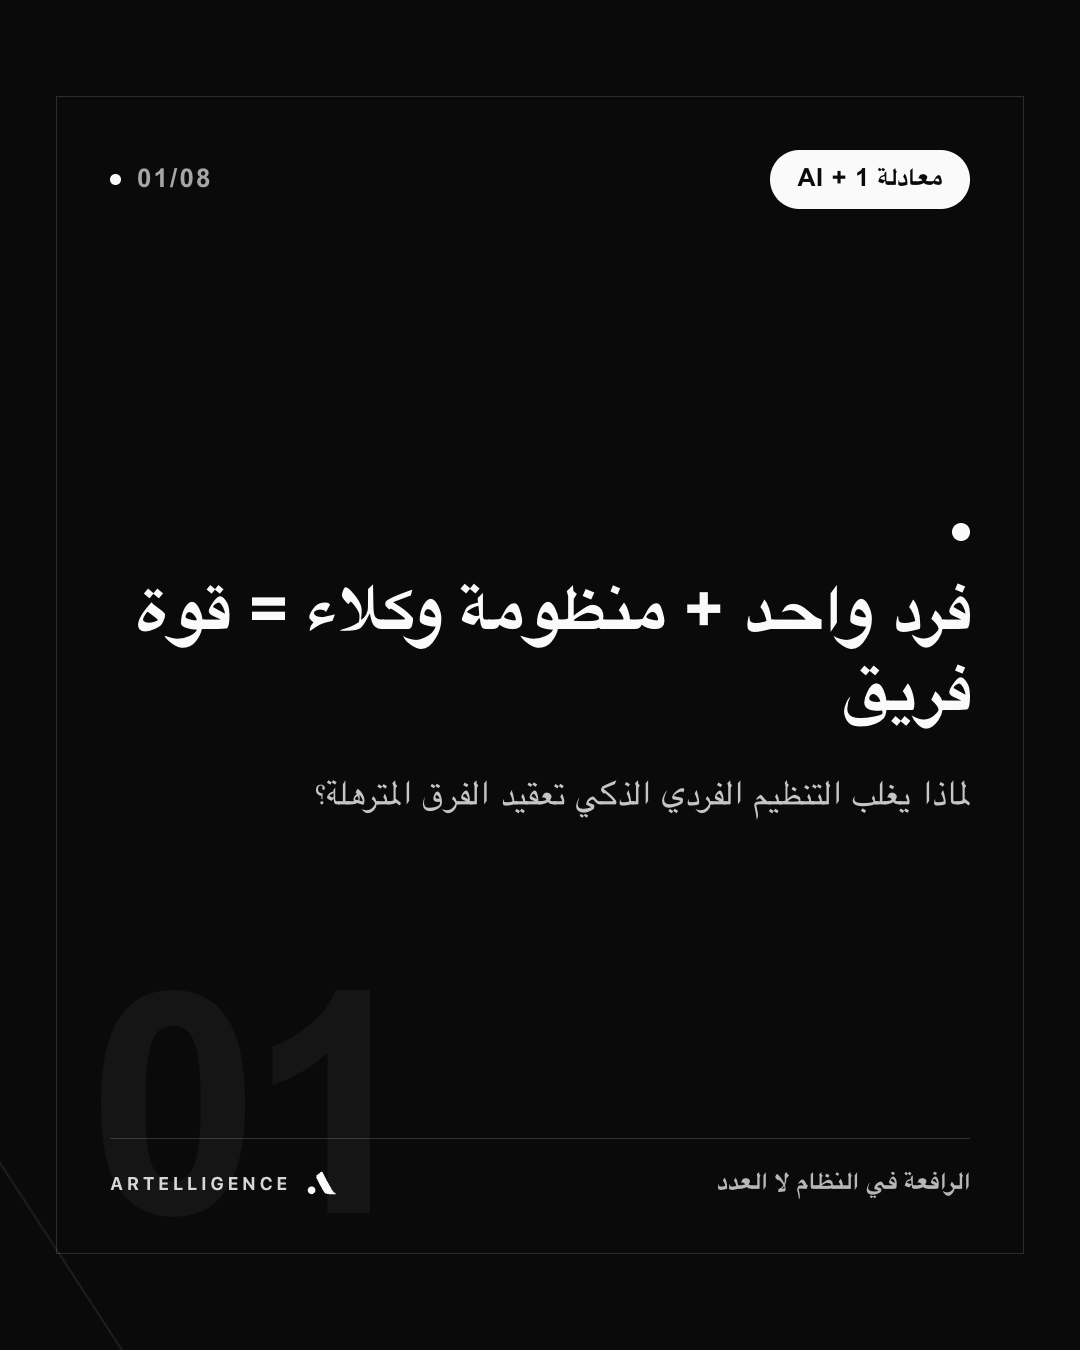 معادلة AI + 1
01/08
فرد واحد + منظومة وكلاء = قوة
فريق
لماذا يغلب التنظيم الفردي الذكي تعقيد الفرق المترهلة؟
01
الرافعة في النظام لا العدد
ARTELLIGENCE